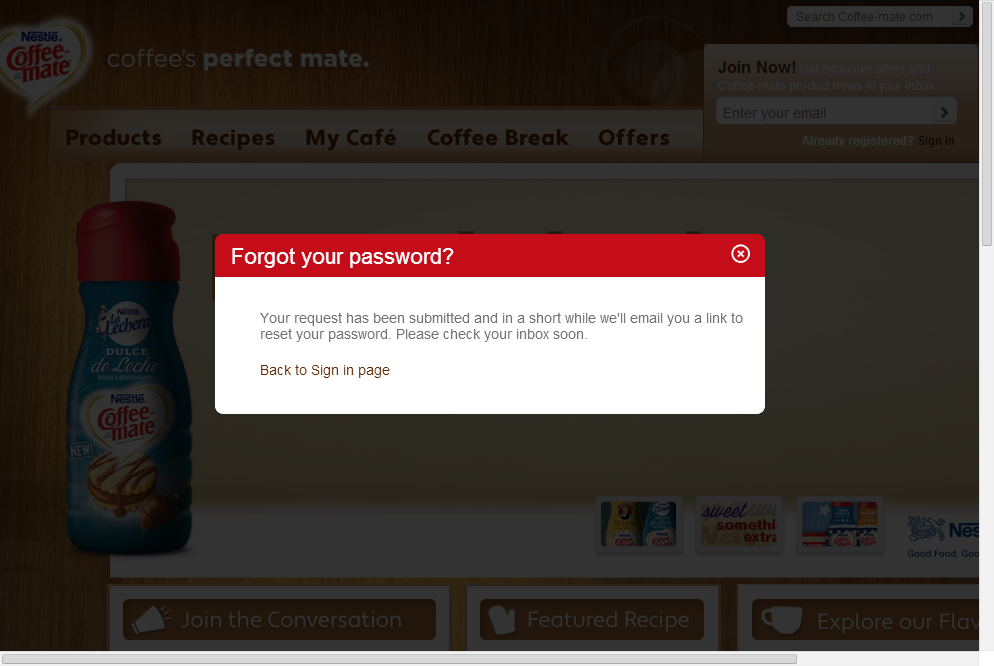 Search Coffee-mate.com
Nestlé.
Coffee-
mate
coffee's perfect mate.
Join Now! Get exclusive offers and
Coffee-mate product news in your inbox.
Enter your email
Already registered? Sign in
Products
Recipes
My Café
Coffee Break
Offers
Forgot your password?
Your request has been submitted and in a short while we'll email you a link to
reset your password. Please check your inbox soon.
Back to Sign in page
Nestlé
la
Lechera
DULCE
de Leche
Nestlé.
Coffee-
mate
NEW!
sweet
somethi
extra
Nes
Good Food, Goo
Join the Conversation
Featured Recipe
Explore our Flav